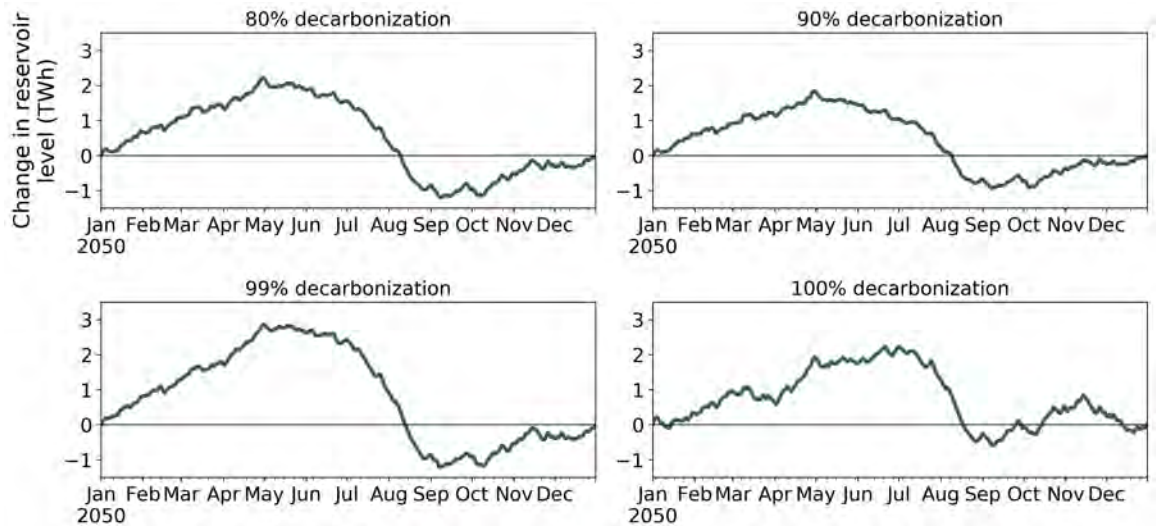 80% decarbonization
Change in reservoir
level (TWh)
3
2
1
0
−1
Jan Feb Mar Apr May Jun Jul Aug Sep Oct Nov Dec
2050
90% decarbonization
3
2
1
0
−1
Jan Feb Mar Apr May Jun Jul Aug Sep Oct Nov Dec
2050
99% decarbonization
3
2
1
0
−1
Jan Feb Mar Apr May Jun Jul Aug Sep Oct Nov Dec
2050
100% decarbonization
3
2
1
0
−1
Jan Feb Mar Apr May Jun Jul Aug Sep Oct Nov Dec
2050